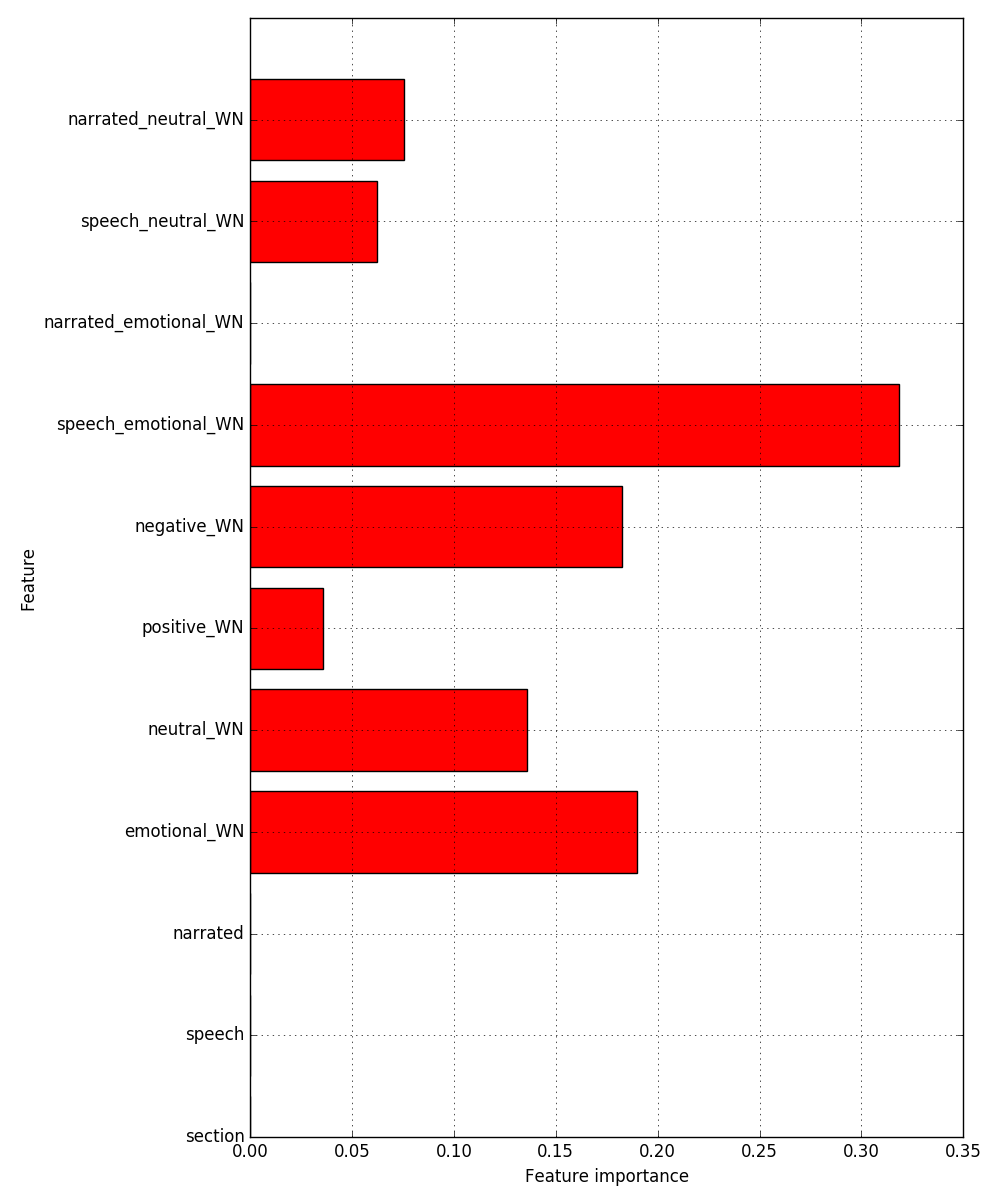 narrated_neutral_WN
speech_neutral_WN
narrated_emotional_WN
speech_emotional_WN
negative_WN
Feature
positive_WN
neutral_WN
emotional_WN
narrated
speech
section
0.00 0.05 0.10 0.15 0.20 0.25 0.30 0.35
Feature importance